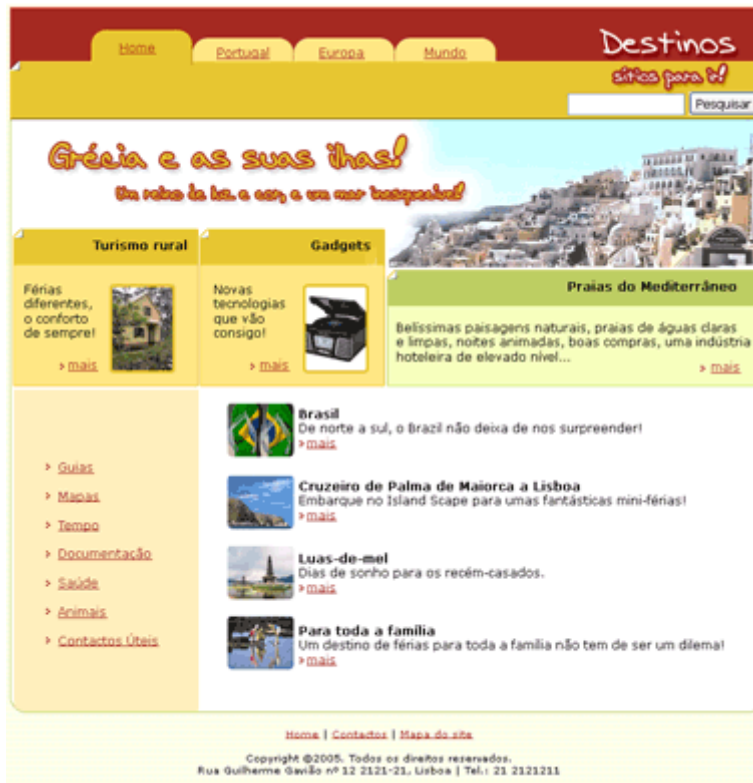 Home
Portugal
Europa
Mundo
Destinos
sítios para ir!
Pesquisar
Grécia e as suas ilhas!
Um reino de luz e cor, e um mar inesquecível!
Turismo rural
Férias
diferentes,
o conforto
de sempre!
mais
Gadgets
Novas
tecnologias
que vão
consigo!
mais
Praias do Mediterrâneo
Belíssimas paisagens naturais, praias de águas claras
e limpas, noites animadas, boas compras, uma indústria
hoteleira de elevado nível...
mais
Guias
Mapas
Tempo
Documentação
Saúde
Animais
Contactos Úteis
Brasil
De norte a sul, o Brazil não deixa de nos surpreender!
mais
Cruzeiro de Palma de Maiorca a Lisboa
Embarque no Island Scape para umas fantásticas mini-férias!
mais
Luas-de-mel
Dias de sonho para os recém-casados.
mais
Para toda a família
Um destino de férias para toda a família não tem de ser um dilema!
mais
Home | Contactos | Mapa do site
Copyright ©2005. Todos os direitos reservados.
Rua Guilherme Gavião nº 12 2121-21, Lisboa | Tel.: 21 2121211